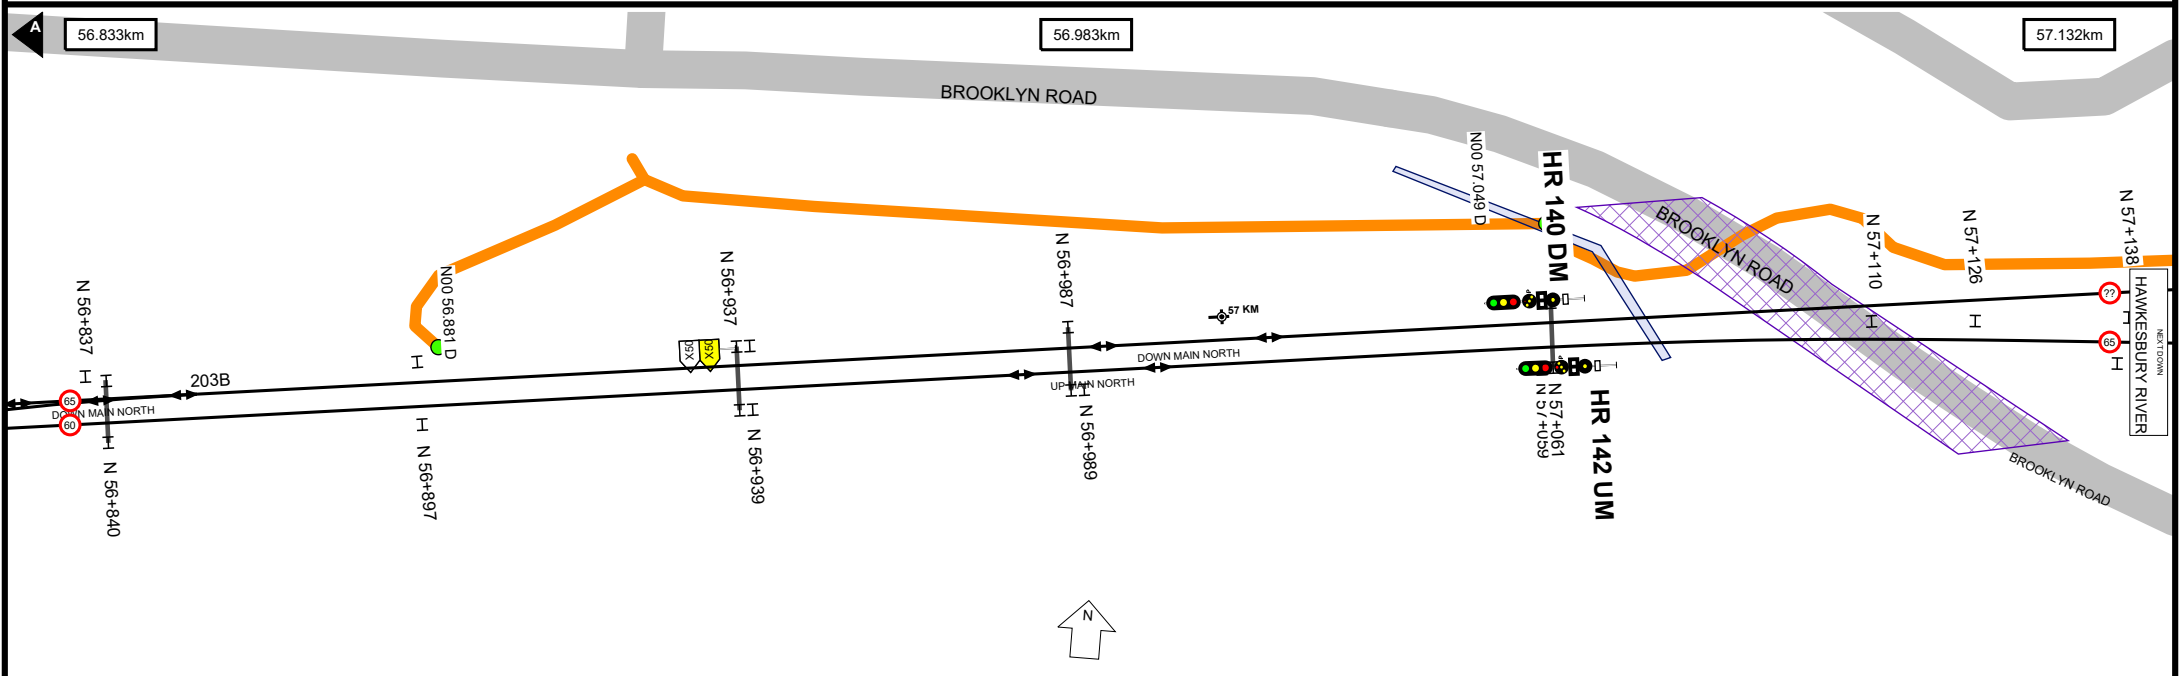 A
56.833km
56.983km
57.132km
BROOKLYN ROAD
N00 57.049 D
HR 140 DM
BROOKLYN ROAD
N 57+110
N 57+126
N 57+138
N 56+837
N00 56.881 D
N 56+937
N 56+987
57 KM
X50
X50
203B
65
DOWN MAIN NORTH
60
DOWN MAIN NORTH
UP MAIN NORTH
??
65
HAWKESBURY RIVER
NEXT DOWN
N 56+840
N 56+897
N 56+939
N 56+989
N 57+059
N 57+061
HR 142 UM
BROOKLYN ROAD
N